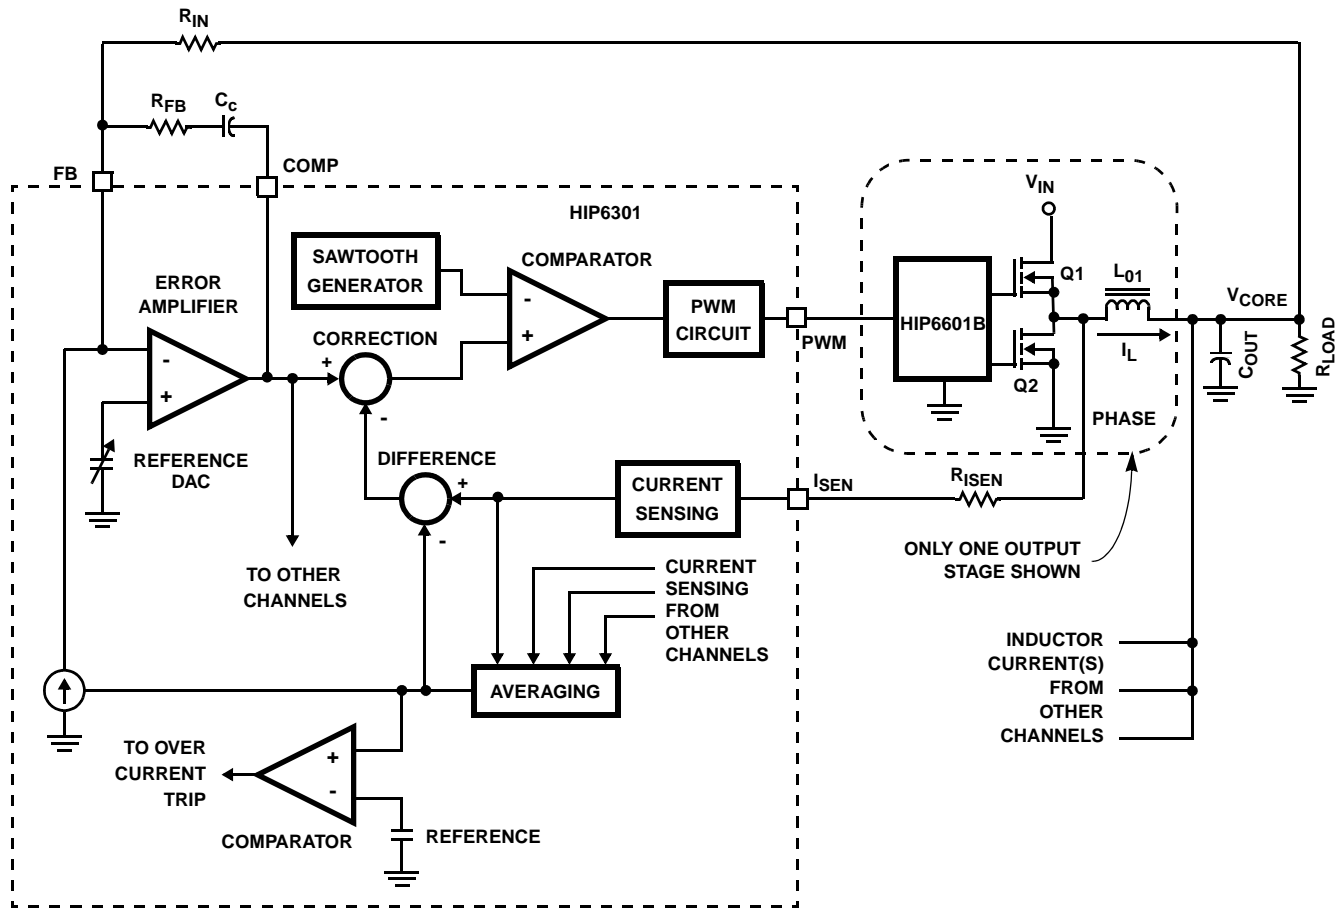 R_IN
R_FB
C_c
FB
COMP
HIP6301
V_IN
SAWTOOTH
GENERATOR
COMPARATOR
ERROR
AMPLIFIER
-
+
PWM
CIRCUIT
PWM
HIP6601B
Q1
Q2
L_01
I_L
V_CORE
C_OUT
R_LOAD
PHASE
CORRECTION
+
-
-
+
REFERENCE
DAC
DIFFERENCE
+
-
CURRENT
SENSING
I_SEN
R_ISEN
ONLY ONE OUTPUT
STAGE SHOWN
TO OTHER
CHANNELS
CURRENT
SENSING
FROM
OTHER
CHANNELS
AVERAGING
INDUCTOR
CURRENT(S)
FROM
OTHER
CHANNELS
TO OVER
CURRENT
TRIP
+
-
COMPARATOR
REFERENCE